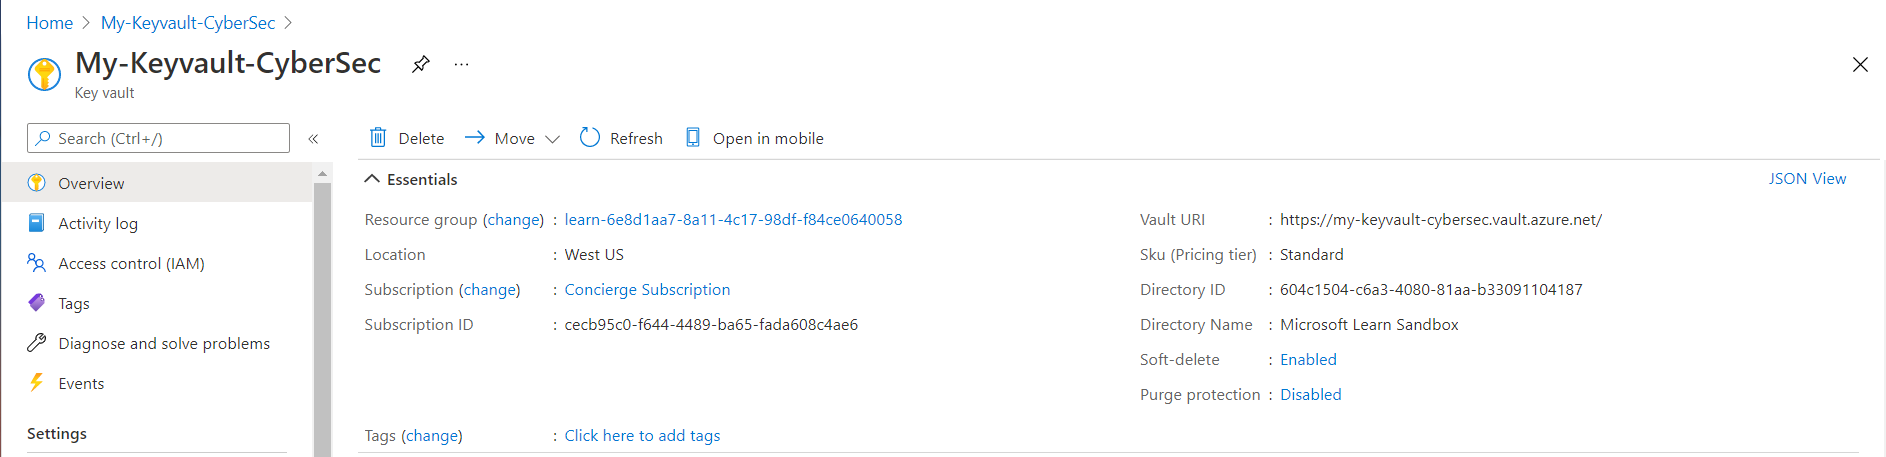 Home > My-Keyvault-CyberSec >
My-Keyvault-CyberSec ...
Key vault
Search (Ctrl+/) «
Delete Move Refresh Open in mobile
Overview
Activity log
Access control (IAM)
Tags
Diagnose and solve problems
Events
Settings
Essentials JSON View
Resource group (change) : learn-6e8d1aa7-8a11-4c17-98df-f84ce0640058
Location : West US
Subscription (change) : Concierge Subscription
Subscription ID : cecb95c0-f644-4489-ba65-fada608c4ae6
Vault URI : https://my-keyvault-cybersec.vault.azure.net/
Sku (Pricing tier) : Standard
Directory ID : 604c1504-c6a3-4080-81aa-b33091104187
Directory Name : Microsoft Learn Sandbox
Soft-delete : Enabled
Purge protection : Disabled
Tags (change) : Click here to add tags